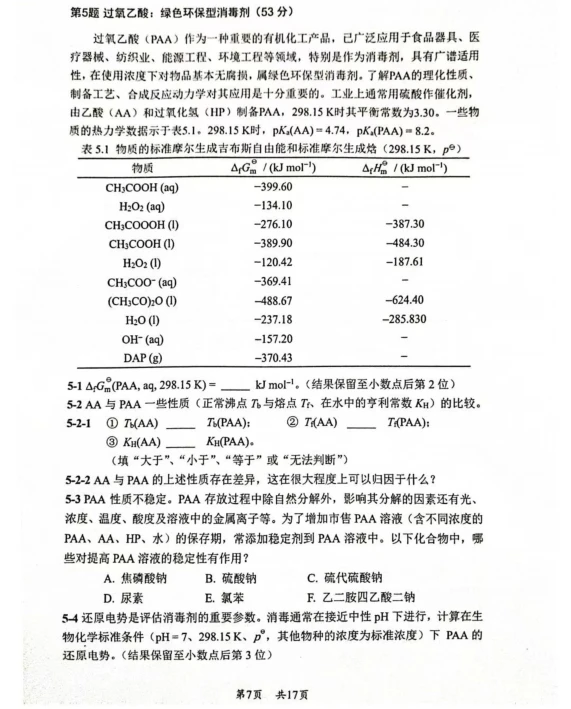 第5题 过氧乙酸：绿色环保型消毒剂（53 分）
过氧乙酸（PAA）作为一种重要的有机化工产品，已广泛应用于食品器具、医
疗器械、纺织业、能源工程、环境工程等领域，特别是作为消毒剂，具有广谱适用
性，在使用浓度下对物品基本无腐损，属绿色环保型消毒剂。了解PAA的理化性质、
制备工艺、合成反应动力学对其应用是十分重要的。工业上通常用硫酸作催化剂，
由乙酸（AA）和过氧化氢（HP）制备PAA，298.15 K时其平衡常数为3.30。一些物
质的热力学数据示于表5.1。298.15 K时，pKₐ(AA) = 4.74，pKₐ(PAA) = 8.2。
表 5.1 物质的标准摩尔生成吉布斯自由能和标准摩尔生成焓（298.15 K，p⊖）
物质 ΔfGm⊖ / (kJ mol⁻¹) ΔfHm⊖ / (kJ mol⁻¹)
CH₃COOH (aq) −399.60 −
H₂O₂ (aq) −134.10 −
CH₃COOOH (l) −276.10 −387.30
CH₃COOH (l) −389.90 −484.30
H₂O₂ (l) −120.42 −187.61
CH₃COO⁻ (aq) −369.41 −
(CH₃CO)₂O (l) −488.67 −624.40
H₂O (l) −237.18 −285.830
OH⁻ (aq) −157.20 −
DAP (g) −370.43 −
5-1 ΔfGm⊖(PAA, aq, 298.15 K) = ____ kJ mol⁻¹。（结果保留至小数点后第 2 位）
5-2 AA 与 PAA 一些性质（正常沸点 Tb 与熔点 Tf、在水中的亨利常数 KH）的比较。
5-2-1 ① Tb(AA) ____ Tb(PAA)； ② Tf(AA) ____ Tf(PAA)；
③ KH(AA) ____ KH(PAA)。
（填“大于”、“小于”、“等于”或“无法判断”）
5-2-2 AA 与 PAA 的上述性质存在差异，这在很大程度上可以归因于什么？
5-3 PAA 性质不稳定。PAA 存放过程中除自然分解外，影响其分解的因素还有光、
浓度、温度、酸度及溶液中的金属离子等。为了增加市售 PAA 溶液（含不同浓度的
PAA、AA、HP、水）的保存期，常添加稳定剂到 PAA 溶液中。以下化合物中，哪
些对提高 PAA 溶液的稳定性有作用？
A. 焦磷酸钠 B. 硫酸钠 C. 硫代硫酸钠
D. 尿素 E. 氯苯 F. 乙二胺四乙酸二钠
5-4 还原电势是评估消毒剂的重要参数。消毒通常在接近中性 pH 下进行，计算在生
物化学标准条件（pH = 7、298.15 K、p⊖，其他物种的浓度为标准浓度）下 PAA 的
还原电势。（结果保留至小数点后第 3 位）
第7页 共17页